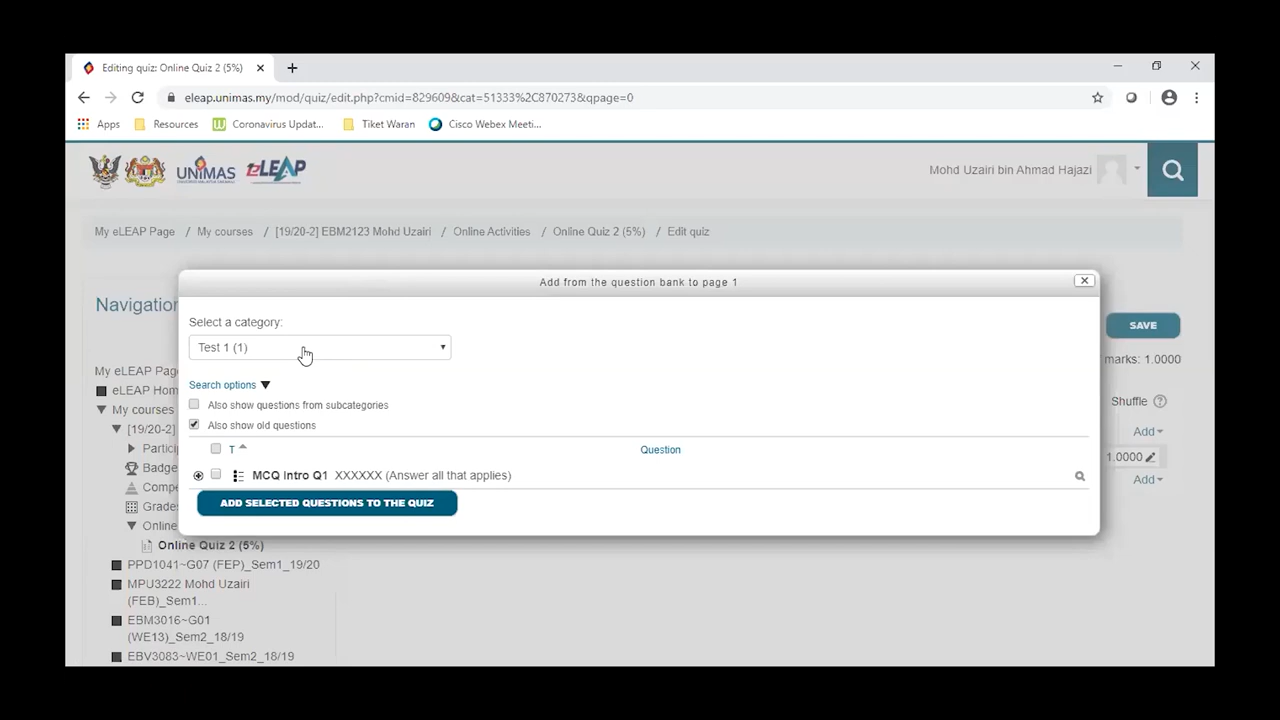 Editing quiz: Online Quiz 2 (5%)
eleap.unimas.my/mod/quiz/edit.php?cmid=829609&cat=51333%2C870273&qpage=0
Apps Resources Coronavirus Updat... Tiket Waran Cisco Webex Meeti...
UNIMAS eLEAP
Mohd Uzairi bin Ahmad Hajazi
My eLEAP Page / My courses / [19/20-2] EBM2123 Mohd Uzairi / Online Activities / Online Quiz 2 (5%) / Edit quiz
Add from the question bank to page 1
Navigation
Select a category:
SAVE
Test 1 (1)
marks: 1.0000
My eLEAP Pag
Search options
eLEAP Hom
Also show questions from subcategories
Shuffle
My courses
Also show old questions
[19/20-2]
Add
T Question
Partici
1.0000
Badge
MCQ Intro Q1 XXXXXX (Answer all that applies)
Compe
Add
Grades
ADD SELECTED QUESTIONS TO THE QUIZ
Online
Online Quiz 2 (5%)
PPD1041~G07 (FEP)_Sem1_19/20
MPU3222 Mohd Uzairi
(FEB)_Sem1...
EBM3016~G01
(WE13)_Sem2_18/19
EBV3083~WE01_Sem2_18/19